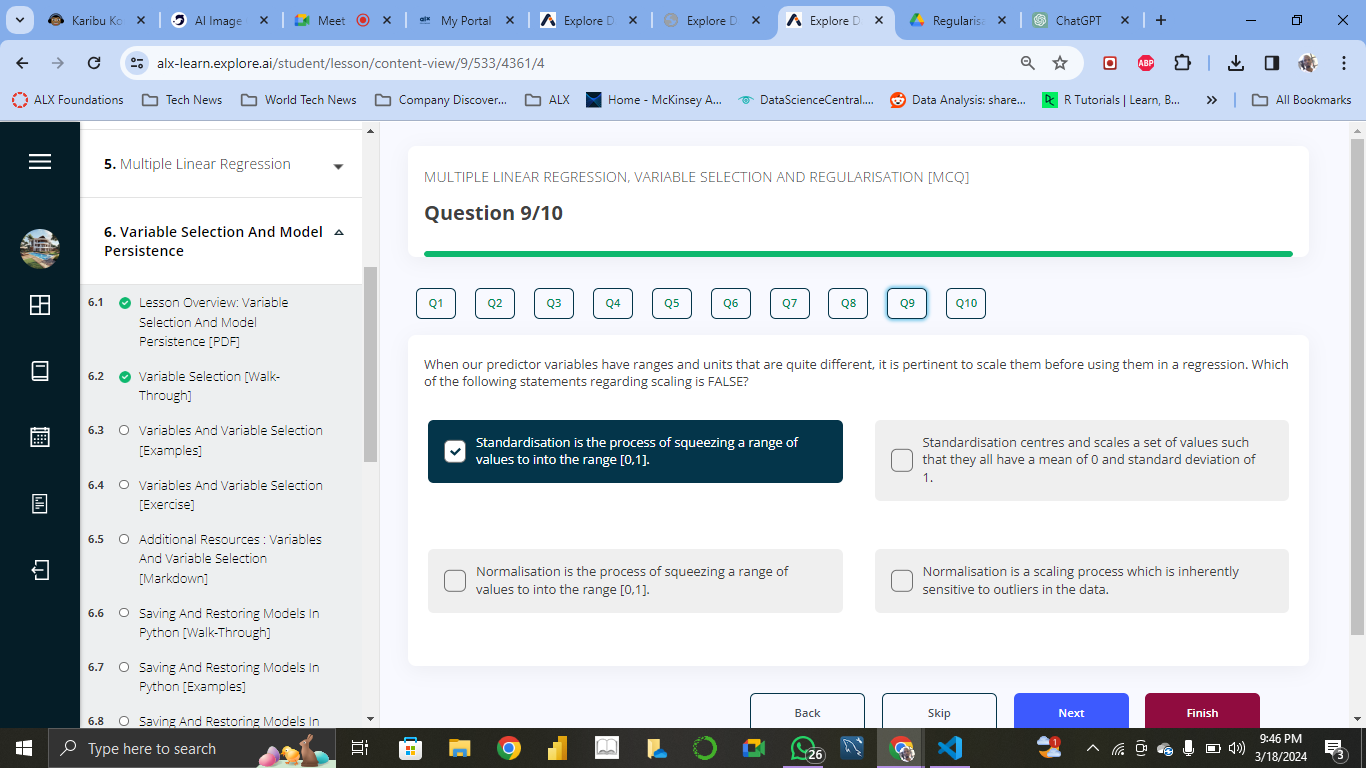 Karibu Ko
AI Image
Meet
My Portal
Explore D
Explore D
Explore D
Regularis
ChatGPT
alx-learn.explore.ai/student/lesson/content-view/9/533/4361/4
ABP
ALX Foundations
Tech News
World Tech News
Company Discover...
ALX
Home - McKinsey A...
DataScienceCentral....
Data Analysis: share...
R Tutorials | Learn, B...
»
All Bookmarks
5. Multiple Linear Regression
6. Variable Selection And Model
Persistence
6.1 Lesson Overview: Variable
Selection And Model
Persistence [PDF]
6.2 Variable Selection [Walk-
Through]
6.3 Variables And Variable Selection
[Examples]
6.4 Variables And Variable Selection
[Exercise]
6.5 Additional Resources : Variables
And Variable Selection
[Markdown]
6.6 Saving And Restoring Models In
Python [Walk-Through]
6.7 Saving And Restoring Models In
Python [Examples]
6.8 Saving And Restoring Models In
MULTIPLE LINEAR REGRESSION, VARIABLE SELECTION AND REGULARISATION [MCQ]
Question 9/10
Q1 Q2 Q3 Q4 Q5 Q6 Q7 Q8 Q9 Q10
When our predictor variables have ranges and units that are quite different, it is pertinent to scale them before using them in a regression. Which
of the following statements regarding scaling is FALSE?
Standardisation is the process of squeezing a range of
values to into the range [0,1].
Standardisation centres and scales a set of values such
that they all have a mean of 0 and standard deviation of
1.
Normalisation is the process of squeezing a range of
values to into the range [0,1].
Normalisation is a scaling process which is inherently
sensitive to outliers in the data.
Back
Skip
Next
Finish
Type here to search
26
1
9:46 PM
3/18/2024
3